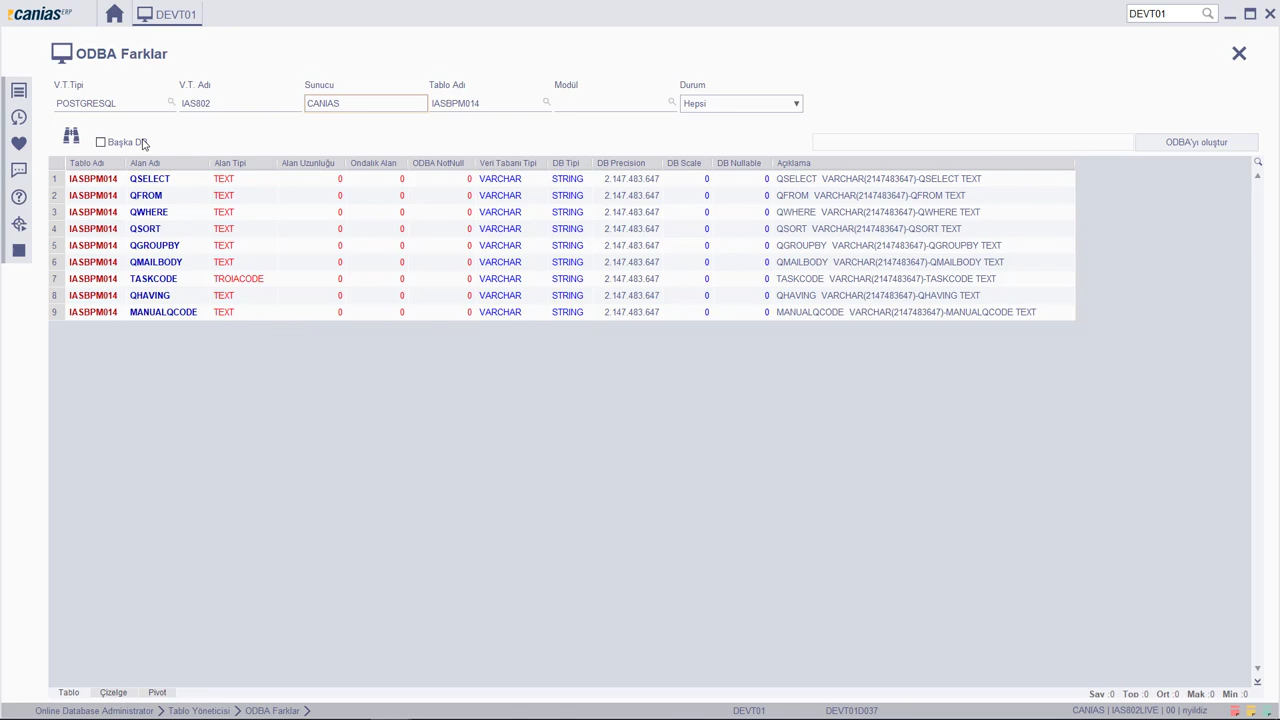 caniasERP DEVT01 DEVT01
ODBA Farklar
V.T.Tipi V.T. Adı Sunucu Tablo Adı Modül Durum
POSTGRESQL IAS802 CANIAS IASBPM014 Hepsi
Başka DB ODBA'yı oluştur
Tablo Adı Alan Adı Alan Tipi Alan Uzunluğu Ondalık Alan ODBA NotNull Veri Tabanı Tipi DB Tipi DB Precision DB Scale DB Nullable Açıklama
1 IASBPM014 QSELECT TEXT 0 0 0 VARCHAR STRING 2.147.483.647 0 0 QSELECT VARCHAR(2147483647)-QSELECT TEXT
2 IASBPM014 QFROM TEXT 0 0 0 VARCHAR STRING 2.147.483.647 0 0 QFROM VARCHAR(2147483647)-QFROM TEXT
3 IASBPM014 QWHERE TEXT 0 0 0 VARCHAR STRING 2.147.483.647 0 0 QWHERE VARCHAR(2147483647)-QWHERE TEXT
4 IASBPM014 QSORT TEXT 0 0 0 VARCHAR STRING 2.147.483.647 0 0 QSORT VARCHAR(2147483647)-QSORT TEXT
5 IASBPM014 QGROUPBY TEXT 0 0 0 VARCHAR STRING 2.147.483.647 0 0 QGROUPBY VARCHAR(2147483647)-QGROUPBY TEXT
6 IASBPM014 QMAILBODY TEXT 0 0 0 VARCHAR STRING 2.147.483.647 0 0 QMAILBODY VARCHAR(2147483647)-QMAILBODY TEXT
7 IASBPM014 TASKCODE TROIACODE 0 0 0 VARCHAR STRING 2.147.483.647 0 0 TASKCODE VARCHAR(2147483647)-TASKCODE TEXT
8 IASBPM014 QHAVING TEXT 0 0 0 VARCHAR STRING 2.147.483.647 0 0 QHAVING VARCHAR(2147483647)-QHAVING TEXT
9 IASBPM014 MANUALQCODE TEXT 0 0 0 VARCHAR STRING 2.147.483.647 0 0 MANUALQCODE VARCHAR(2147483647)-MANUALQCODE TEXT
Tablo Çizelge Pivot Say :0 Top :0 Ort :0 Mak :0 Min :0
Online Database Administrator Tablo Yöneticisi ODBA Farklar DEVT01 DEVT01D037 CANIAS | IAS802LIVE | 00 | nyildiz